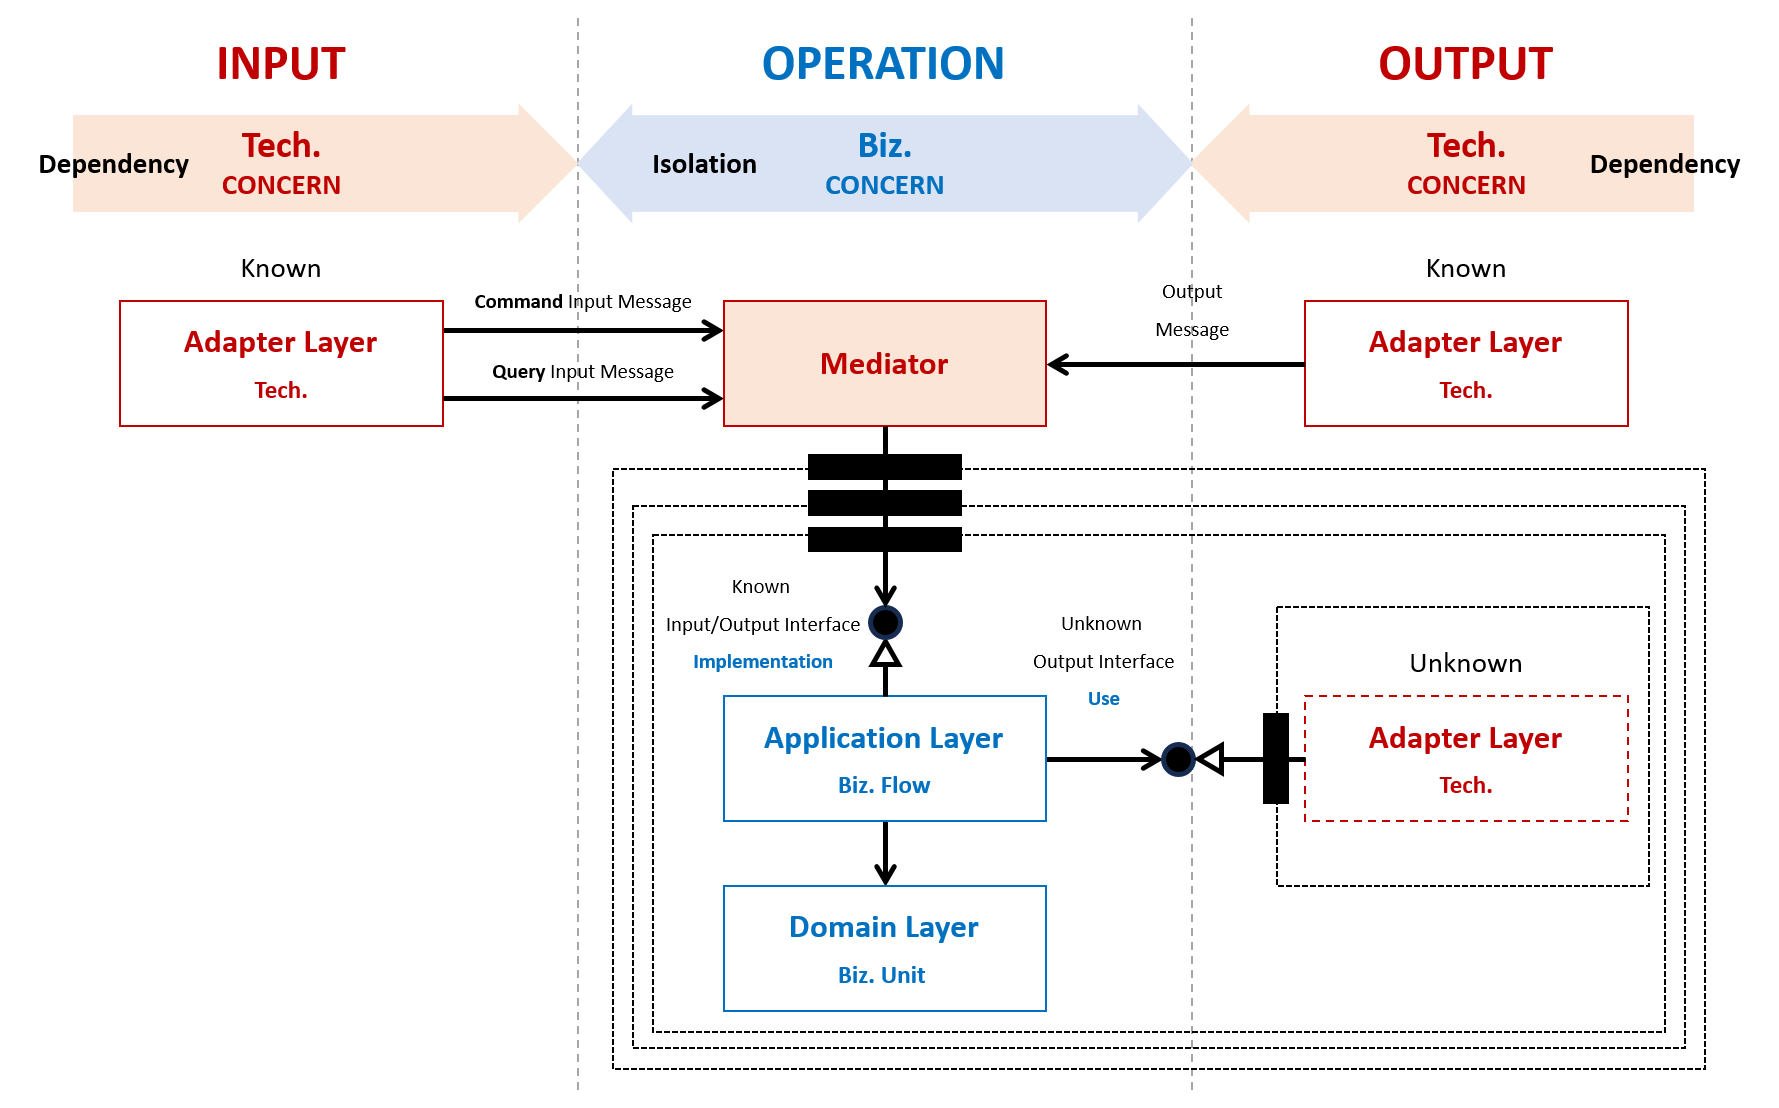 INPUT
OPERATION
OUTPUT
Dependency
Tech.
CONCERN
Isolation
Biz.
CONCERN
Tech.
CONCERN
Dependency
Known
Adapter Layer
Tech.
Command Input Message
Query Input Message
Mediator
Output
Message
Known
Adapter Layer
Tech.
Known
Input/Output Interface
Implementation
Unknown
Output Interface
Use
Unknown
Adapter Layer
Tech.
Application Layer
Biz. Flow
Domain Layer
Biz. Unit